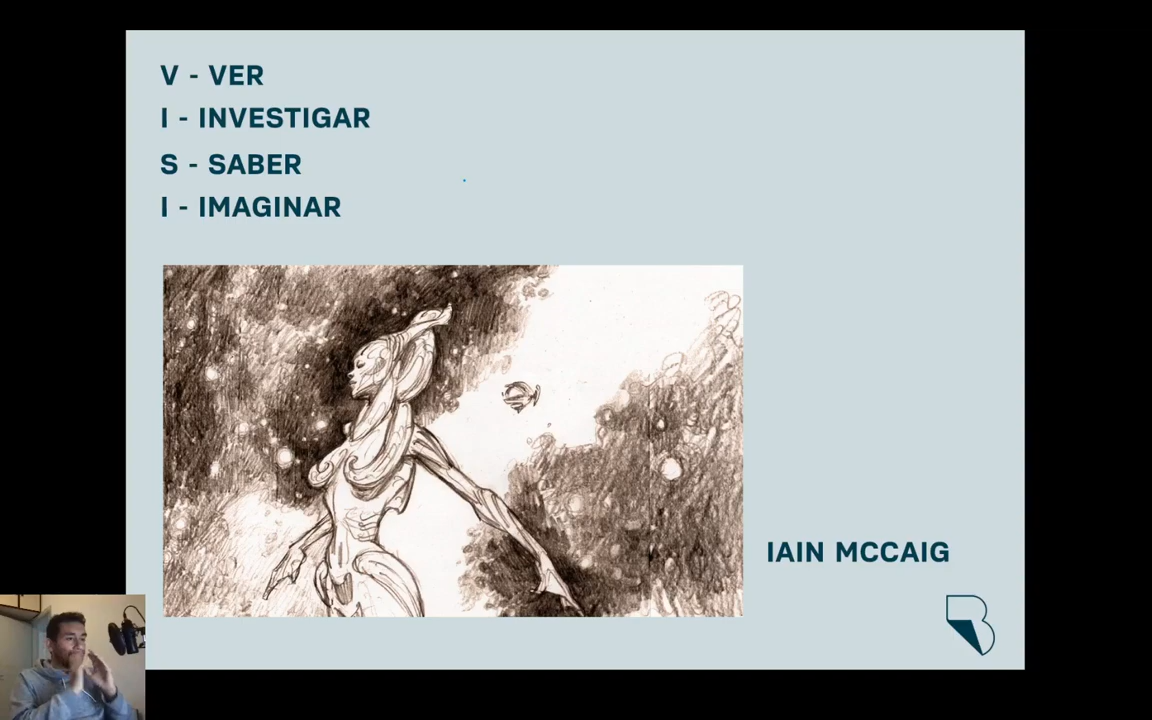 V - VER
I - INVESTIGAR
S - SABER
I - IMAGINAR
IAIN MCCAIG